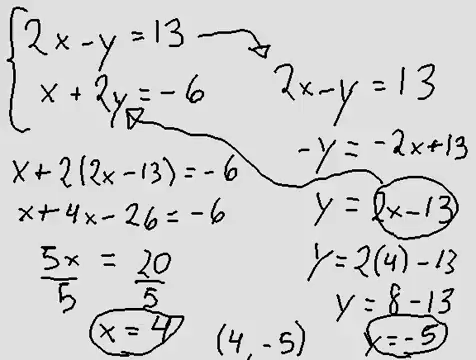 2x - y = 13
x + 2y = -6
2x - y = 13
-y = -2x + 13
y = 2x - 13
x + 2(2x - 13) = -6
x + 4x - 26 = -6
5x/5 = 20/5
x = 4
y = 2(4) - 13
y = 8 - 13
y = -5
(4, -5)